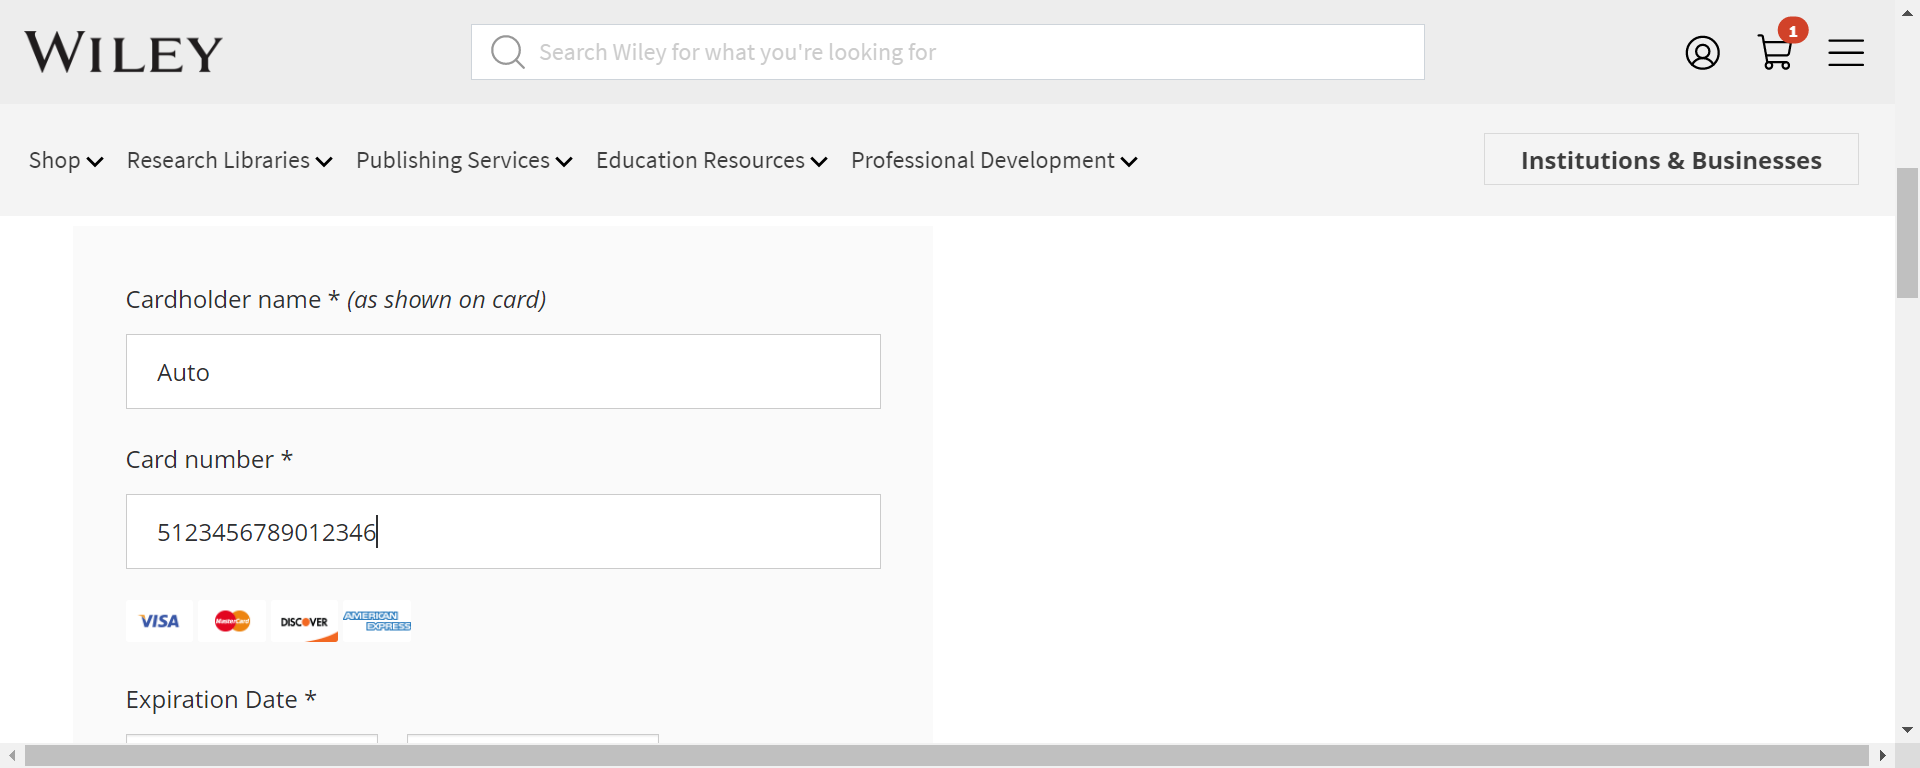 WILEY
Search Wiley for what you're looking for
1
Shop Research Libraries Publishing Services Education Resources Professional Development Institutions & Businesses
Cardholder name * (as shown on card)
Auto
Card number *
5123456789012346
VISA MasterCard DISCOVER AMERICAN EXPRESS
Expiration Date *